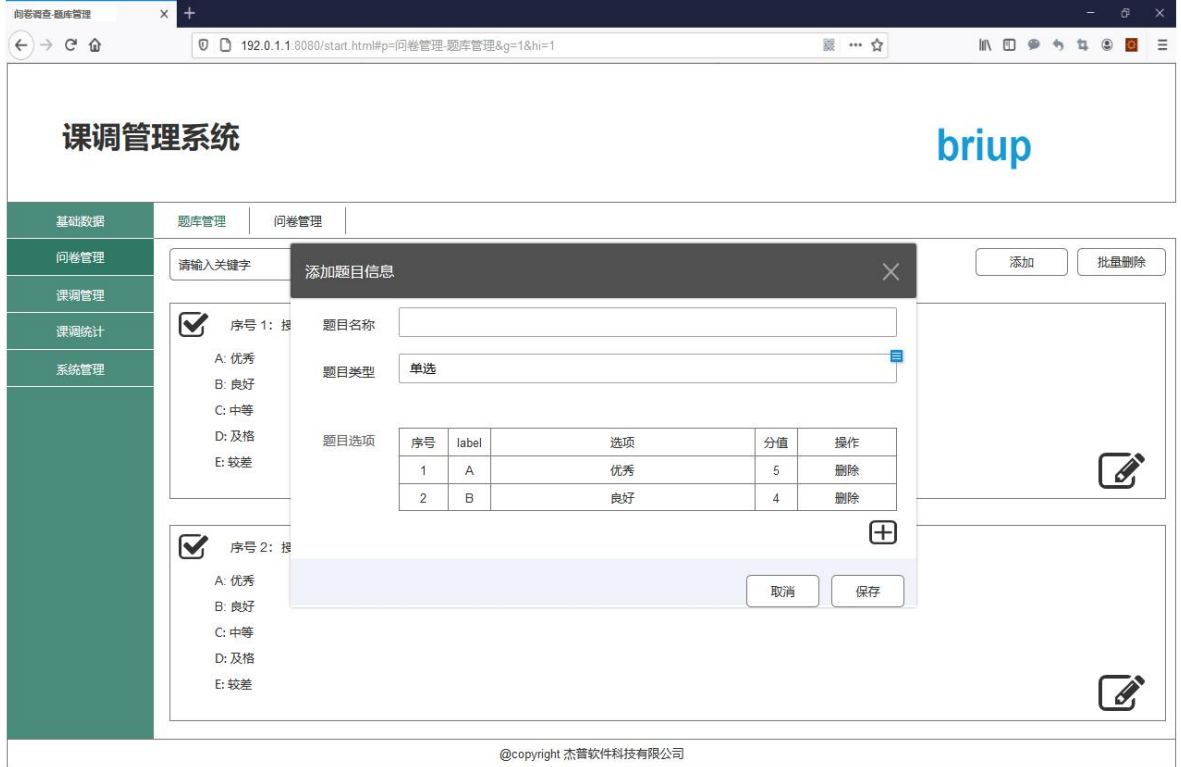 问卷调查-题库管理
192.0.1.1:8080/start.html#p=问卷管理-题库管理&g=1&hi=1
课调管理系统
briup
基础数据
问卷管理
课调管理
课调统计
系统管理
题库管理 问卷管理
请输入关键字
添加 批量删除
序号 1：授
A: 优秀
B: 良好
C: 中等
D: 及格
E: 较差
序号 2：授
A: 优秀
B: 良好
C: 中等
D: 及格
E: 较差
添加题目信息
题目名称
题目类型 单选
题目选项
序号 label 选项 分值 操作
1 A 优秀 5 删除
2 B 良好 4 删除
取消 保存
@copyright 杰普软件科技有限公司